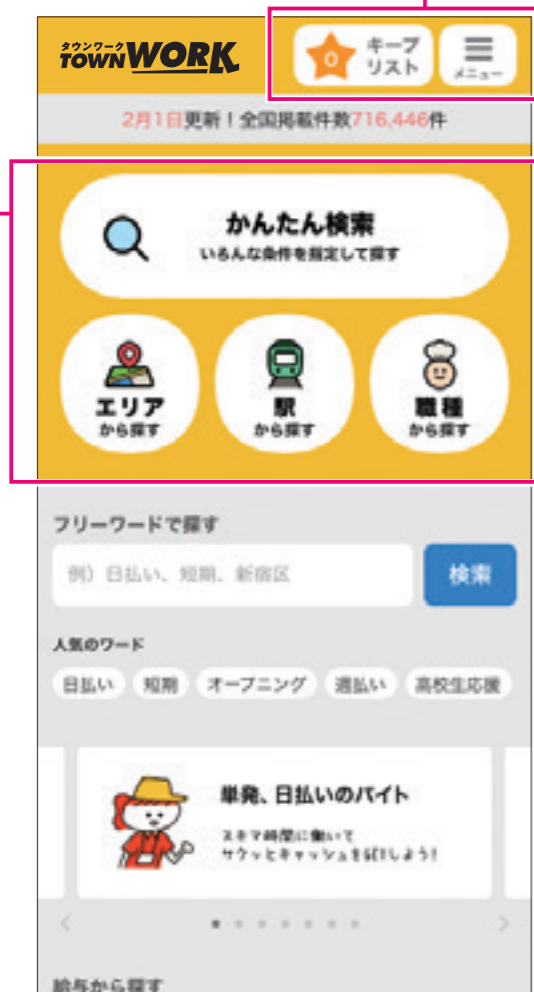 タウンワーク
TOWNWORK
0
キープ
リスト
メニュー
2月1日更新！全国掲載件数716,446件
かんたん検索
いろんな条件を指定して探す
エリア
から探す
駅
から探す
職種
から探す
フリーワードで探す
例）日払い、短期、新宿区
検索
人気のワード
日払い 短期 オープニング 週払い 高校生応援
単発、日払いのバイト
スキマ時間に働いて
サクッとキャッシュをGETしよう！
給与から探す